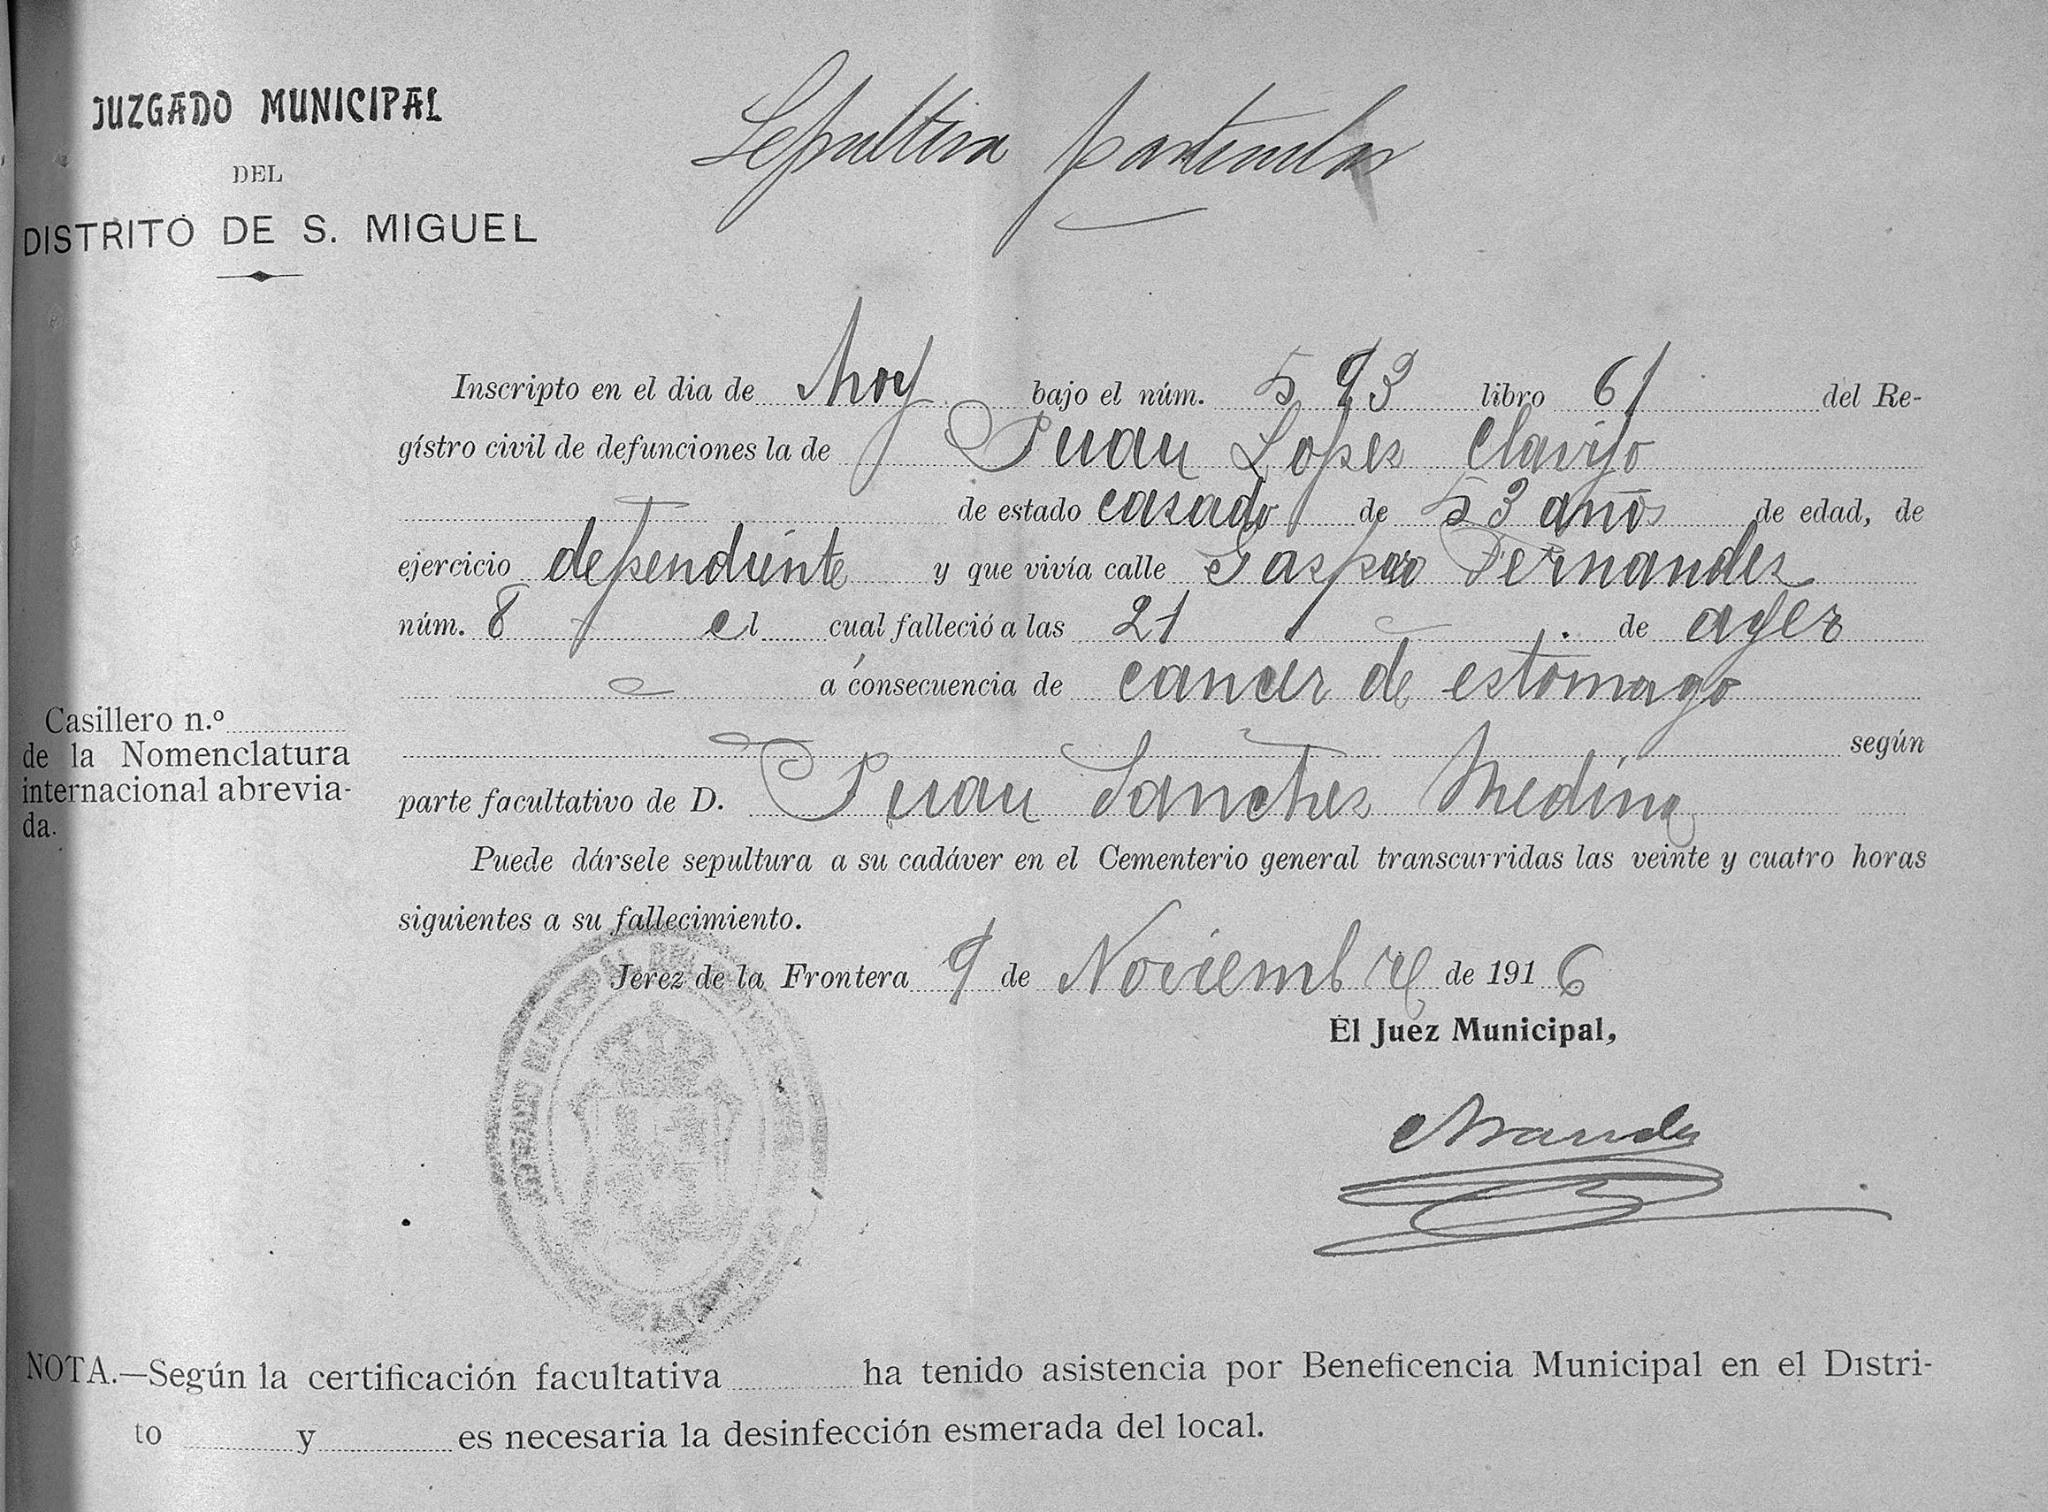 JUZGADO MUNICIPAL
DEL
DISTRITO DE S. MIGUEL
Sepultura particular
Inscripto en el dia de hoy bajo el núm. 593 libro 61 del Re-
gistro civil de defunciones la de Juan Lopes Clavijo
de estado casado de 53 años de edad, de
ejercicio dependiente y que vivía calle Gaspar Fernandes
núm. 8 el cual falleció a las 21 de ayer
á consecuencia de cancer de estomago
según
parte facultativo de D. Juan Sanches Medina
Casillero n.º
de la Nomenclatura
internacional abrevia-
da.
Puede dársele sepultura a su cadáver en el Cementerio general transcurridas las veinte y cuatro horas
siguientes a su fallecimiento.
Jerez de la Frontera 9 de Noviembre de 1916
El Juez Municipal,
NOTA.—Según la certificación facultativa ha tenido asistencia por Beneficencia Municipal en el Distri-
to y es necesaria la desinfección esmerada del local.